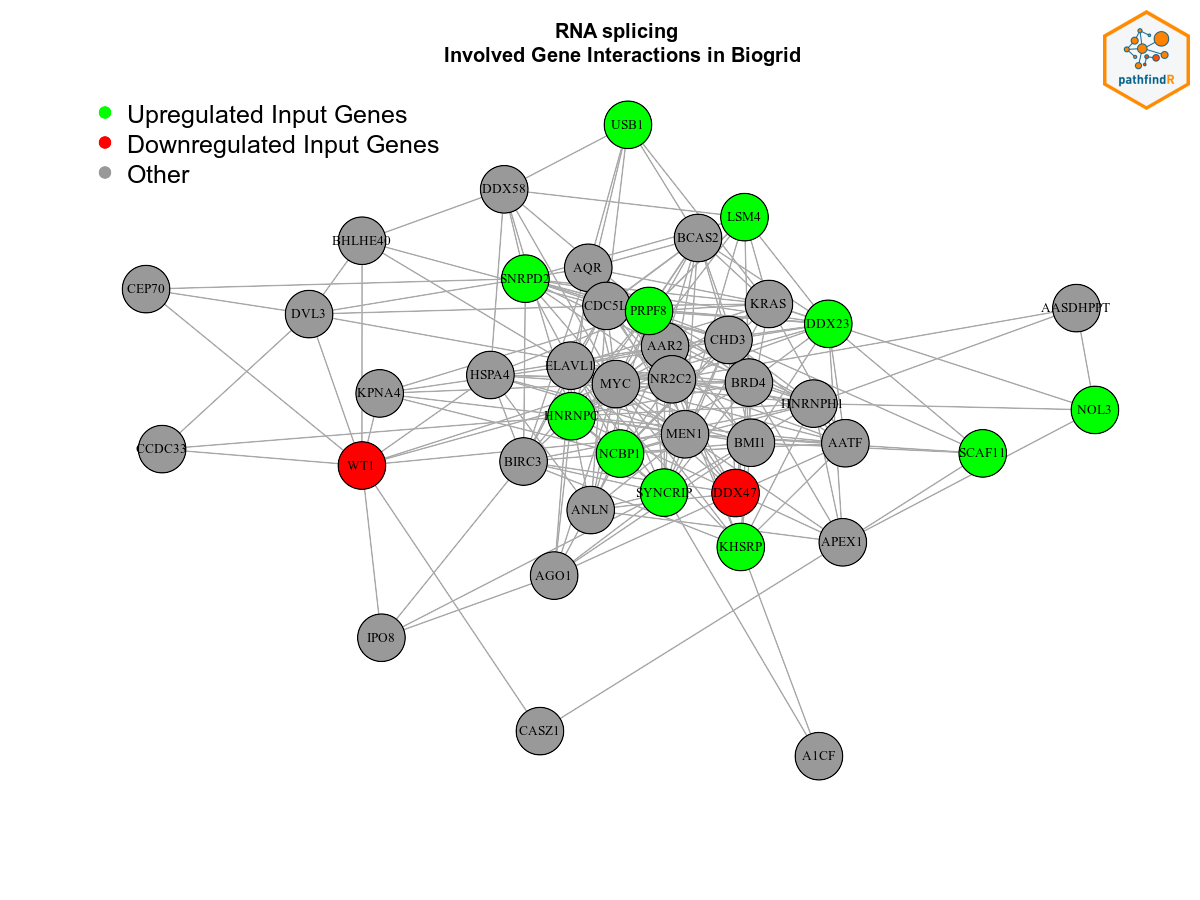 RNA splicing
Involved Gene Interactions in Biogrid
pathfindR
Upregulated Input Genes
Downregulated Input Genes
Other
USB1
DDX58
LSM4
BHLHE40
BCAS2
AQR
SNRPD2
CEP70
CDC5L
KRAS
AASDHPPT
PRPF8
DVL3
DDX23
CHD3
AAR2
ELAVL1
HSPA4
NR2C2
BRD4
MYC
KPNA4
HNRNPH1
NOL3
HNRNPC
MEN1
BMI1
AATF
CCDC33
NCBP1
SCAF11
BIRC3
WT1
SYNCRIP
DDX47
ANLN
APEX1
KHSRP
AGO1
IPO8
CASZ1
A1CF